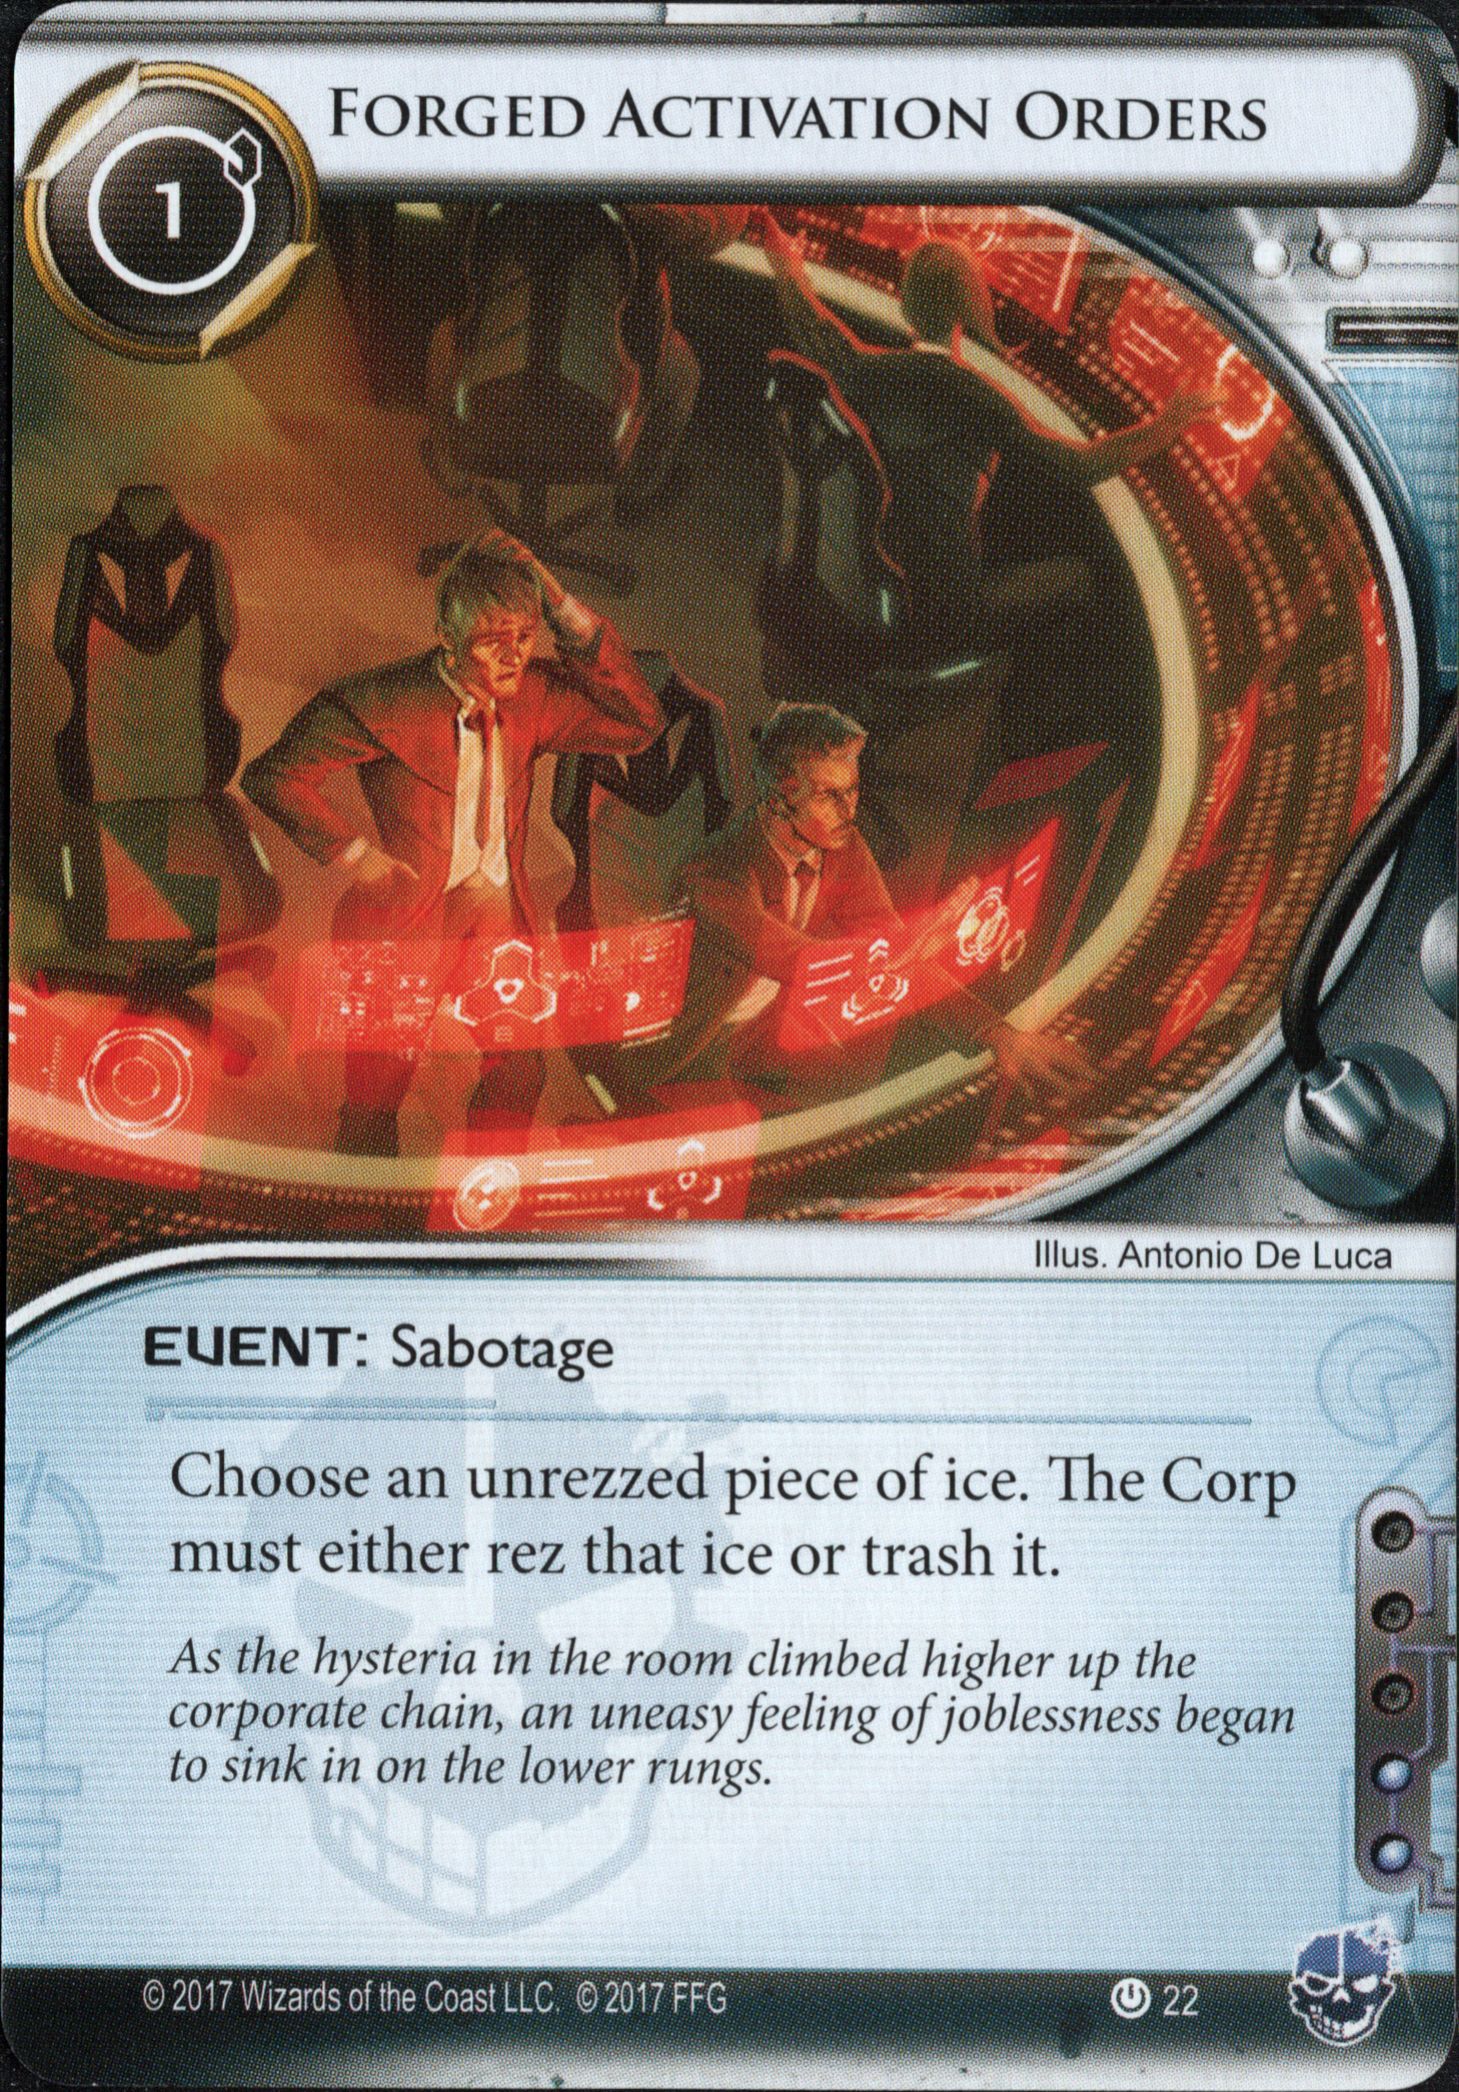 1
FORGED ACTIVATION ORDERS
Illus. Antonio De Luca
EVENT: Sabotage
Choose an unrezzed piece of ice. The Corp
must either rez that ice or trash it.
As the hysteria in the room climbed higher up the
corporate chain, an uneasy feeling of joblessness began
to sink in on the lower rungs.
© 2017 Wizards of the Coast LLC. © 2017 FFG
22